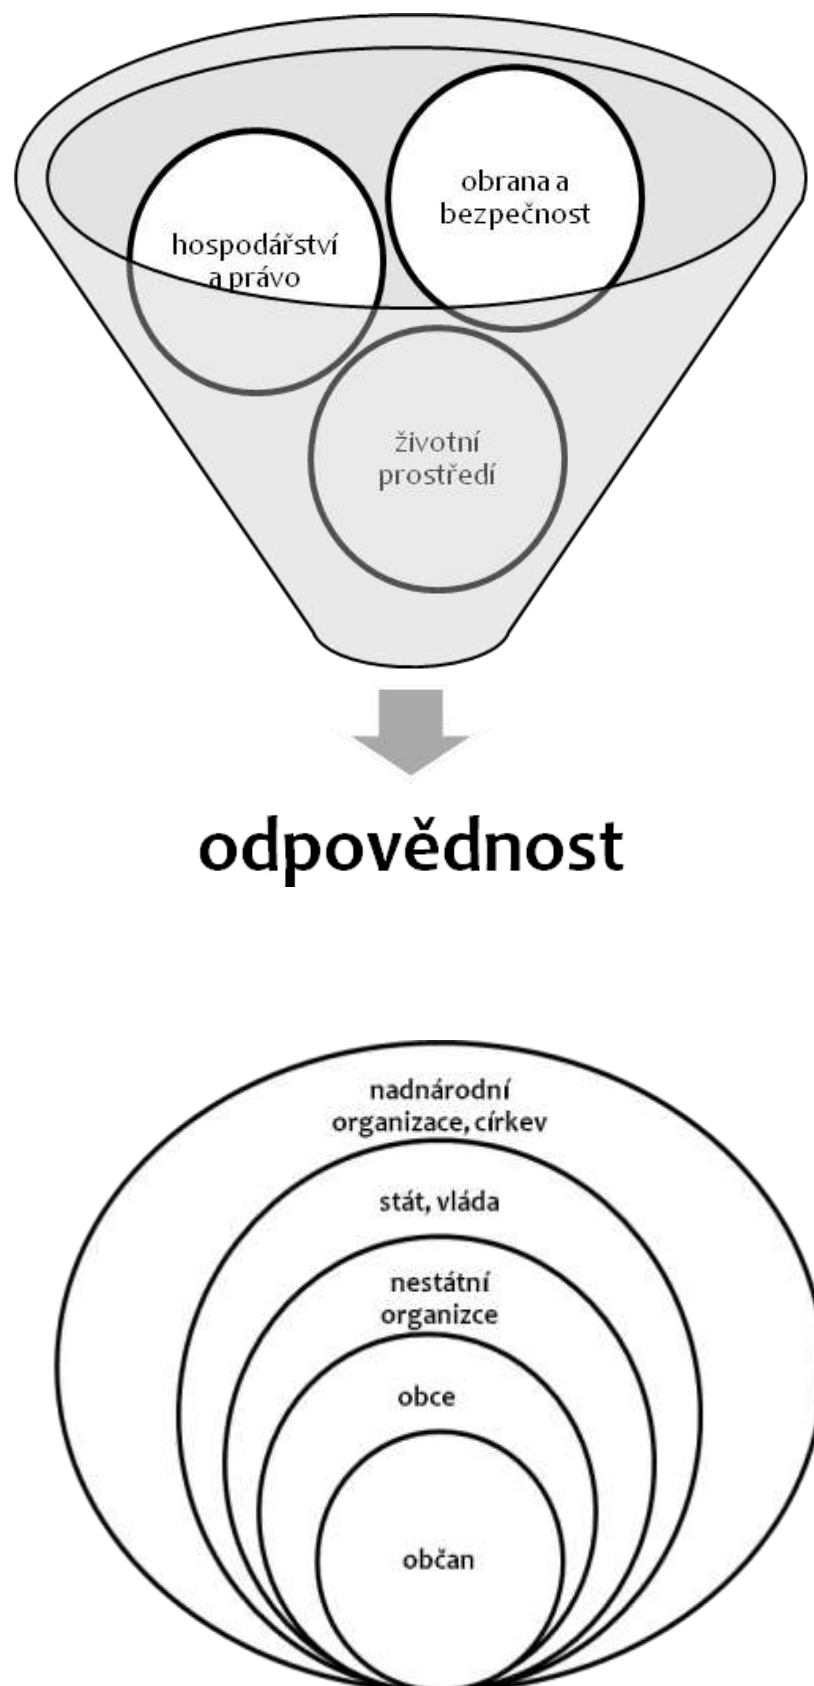 obrana a
bezpečnost
hospodářství
a právo
životní
prostředí
odpovědnost
nadnárodní
organizace, církev
stát, vláda
nestátní
organizce
obce
občan